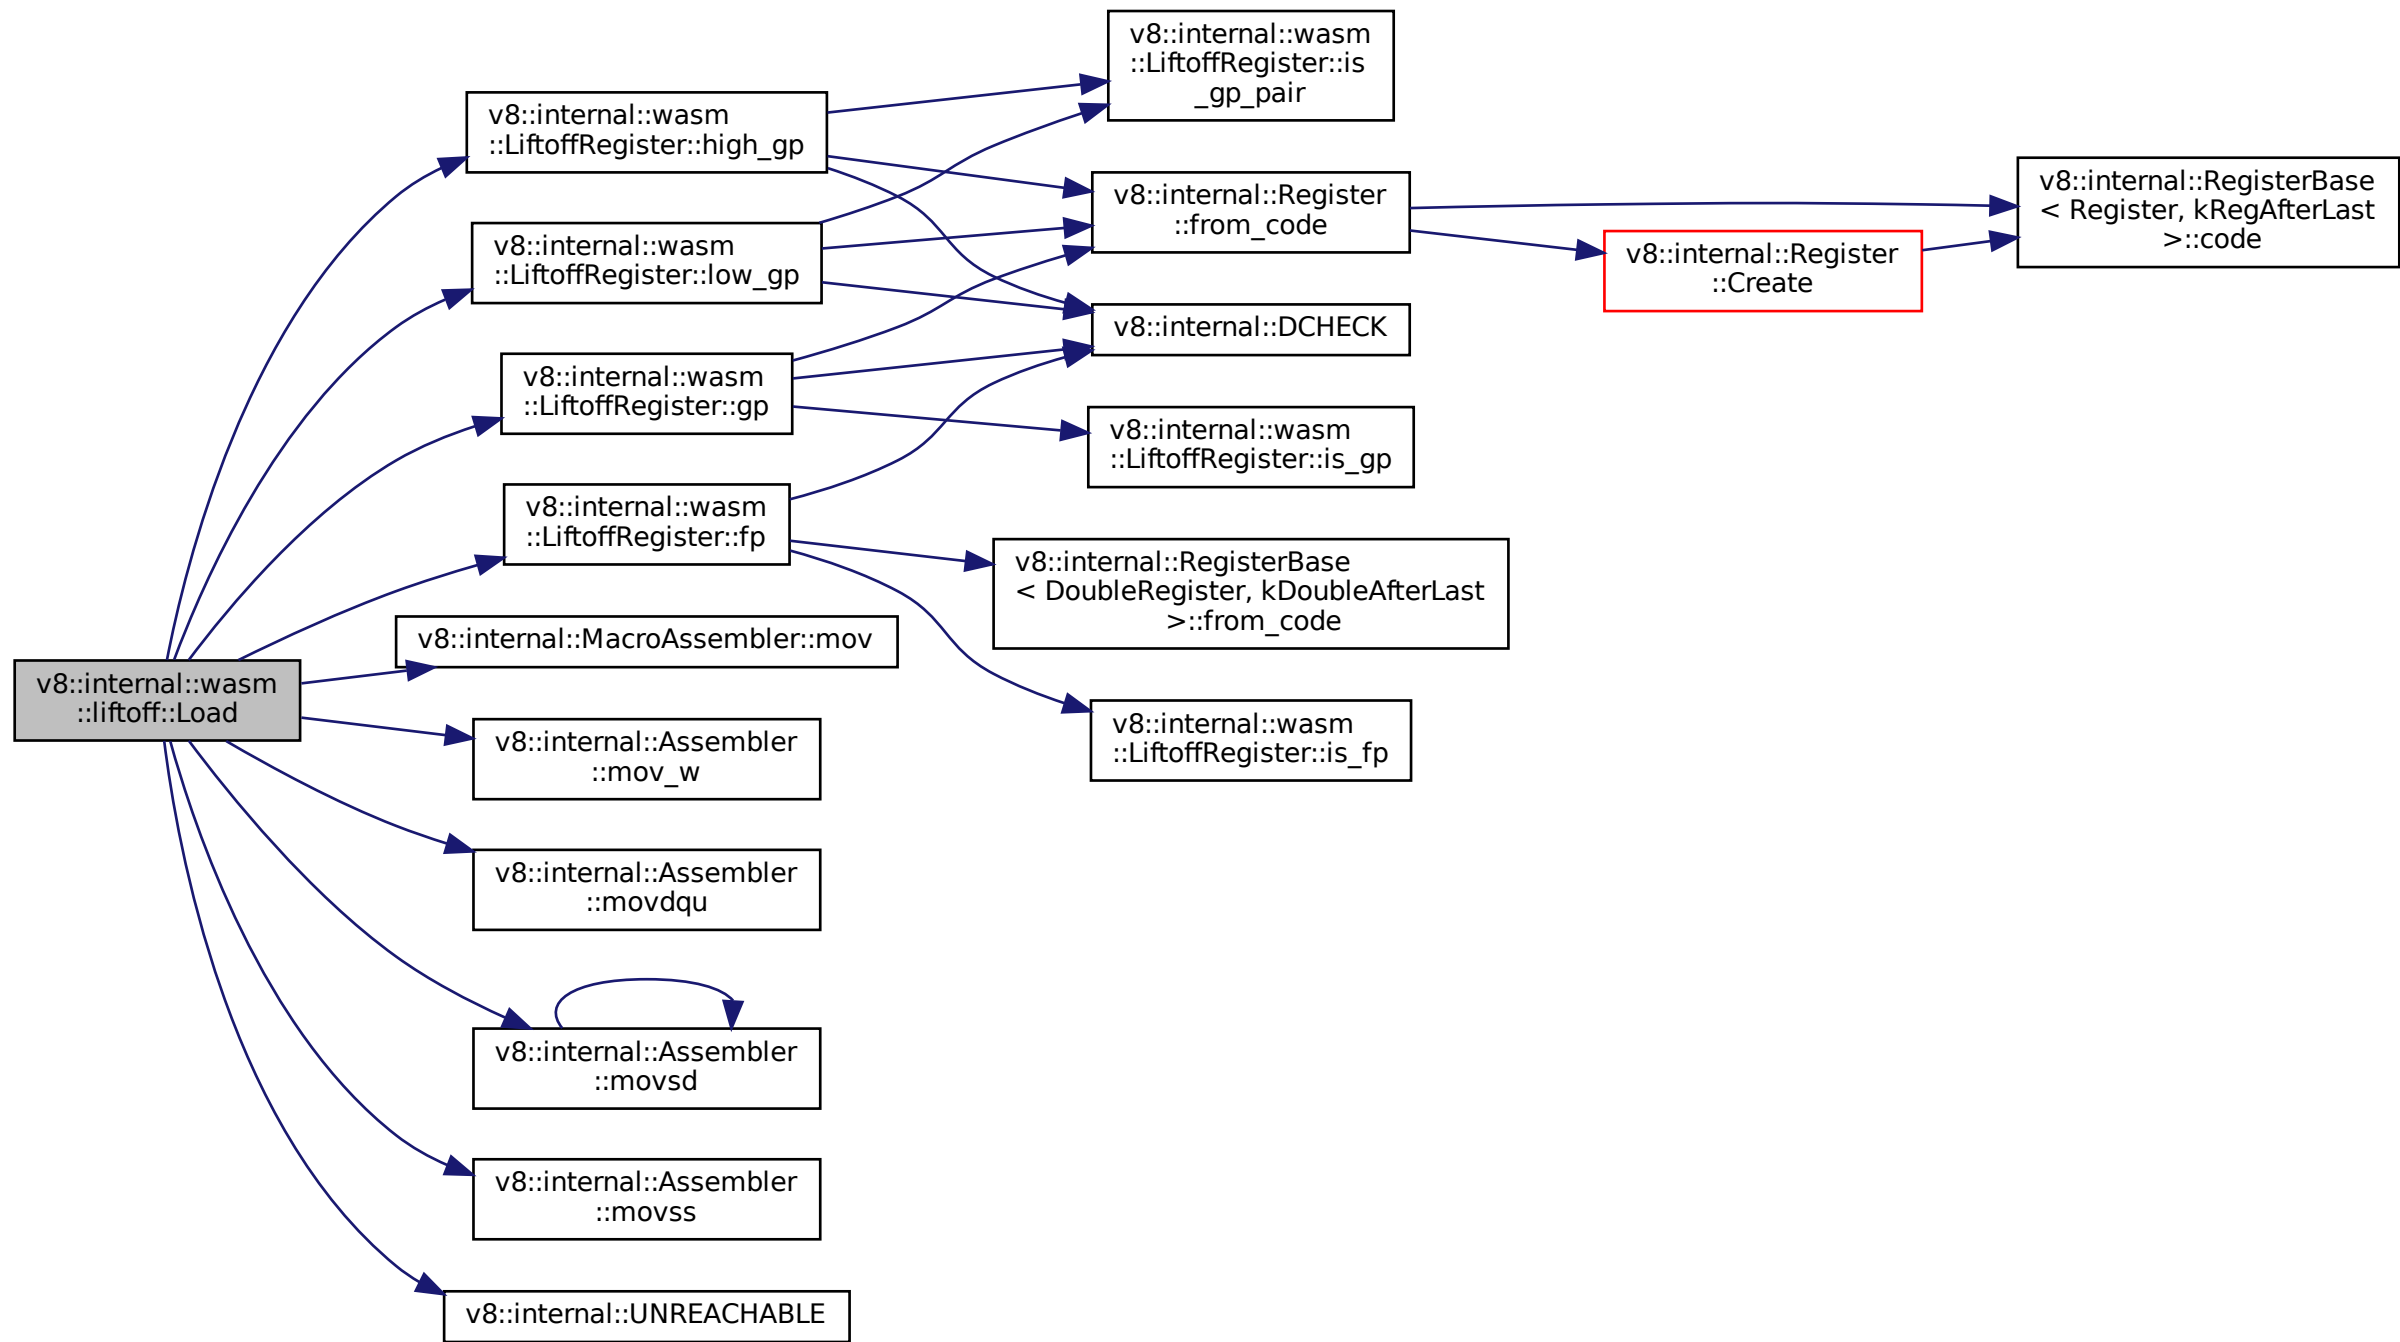 v8::internal::wasm
::liftoff::Load
v8::internal::wasm
::LiftoffRegister::high_gp
v8::internal::wasm
::LiftoffRegister::low_gp
v8::internal::wasm
::LiftoffRegister::gp
v8::internal::wasm
::LiftoffRegister::fp
v8::internal::MacroAssembler::mov
v8::internal::Assembler
::mov_w
v8::internal::Assembler
::movdqu
v8::internal::Assembler
::movsd
v8::internal::Assembler
::movss
v8::internal::UNREACHABLE
v8::internal::wasm
::LiftoffRegister::is
_gp_pair
v8::internal::Register
::from_code
v8::internal::DCHECK
v8::internal::wasm
::LiftoffRegister::is_gp
v8::internal::RegisterBase
< DoubleRegister, kDoubleAfterLast
>::from_code
v8::internal::wasm
::LiftoffRegister::is_fp
v8::internal::Register
::Create
v8::internal::RegisterBase
< Register, kRegAfterLast
>::code